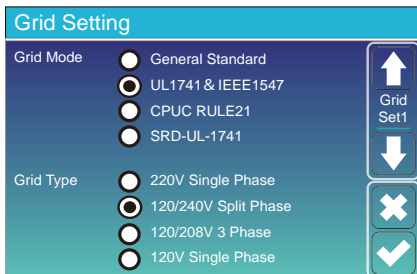 Grid Setting
Grid Mode
General Standard
UL1741 & IEEE1547
CPUC RULE21
SRD-UL-1741
Grid Type
220V Single Phase
120/240V Split Phase
120/208V 3 Phase
120V Single Phase
Grid
Set1